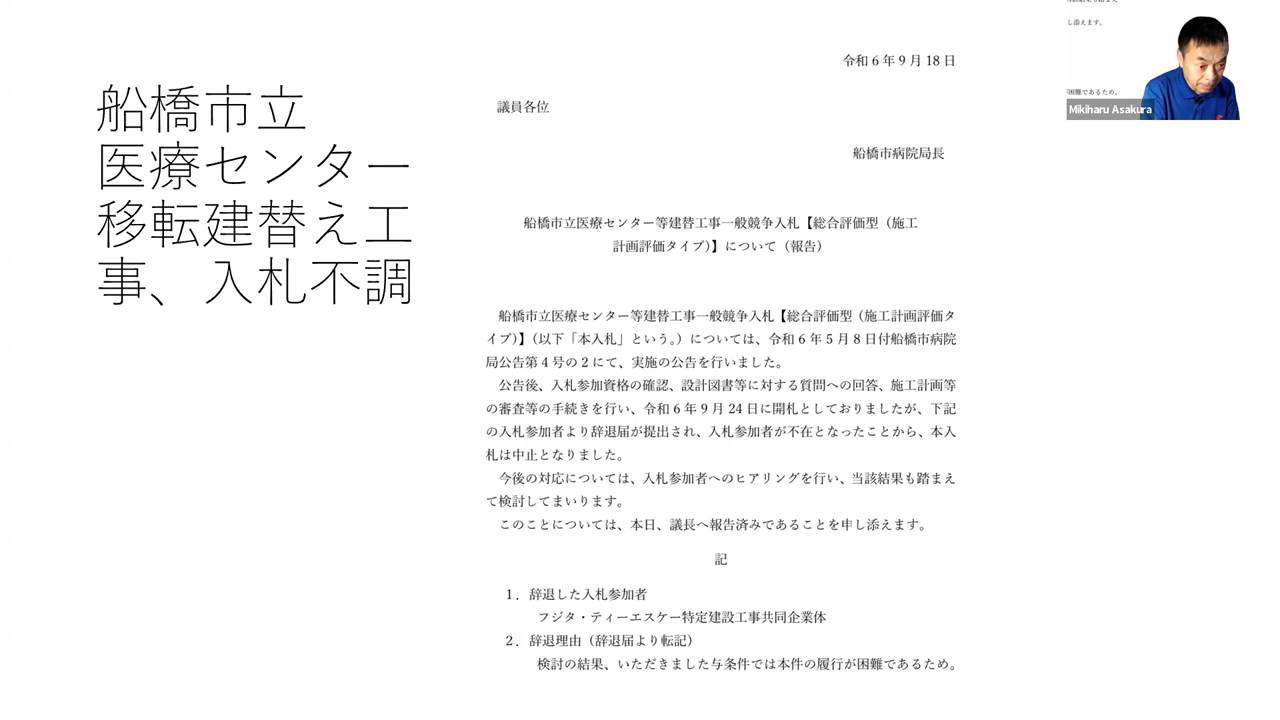 船橋市立
医療センター
移転建替え工
事、入札不調
令和 6 年 9 月 18 日
議員各位
船橋市病院局長
船橋市立医療センター等建替工事一般競争入札【総合評価型（施工
計画評価タイプ）】について（報告）
船橋市立医療センター等建替工事一般競争入札【総合評価型（施工計画評価タ
イプ）】（以下「本入札」という。）については、令和 6 年 5 月 8 日付船橋市病院
局公告第 4 号の 2 にて、実施の公告を行いました。
公告後、入札参加資格の確認、設計図書等に対する質問への回答、施工計画等
の審査等の手続きを行い、令和 6 年 9 月 24 日に開札としておりましたが、下記
の入札参加者より辞退届が提出され、入札参加者が不在となったことから、本入
札は中止となりました。
今後の対応については、入札参加者へのヒアリングを行い、当該結果も踏まえ
て検討してまいります。
このことについては、本日、議長へ報告済みであることを申し添えます。
記
１．辞退した入札参加者
フジタ・ティーエスケー特定建設工事共同企業体
２．辞退理由（辞退届より転記）
検討の結果、いただきました与条件では本件の履行が困難であるため。
し添えます。
困難であるため。
Mikiharu Asakura